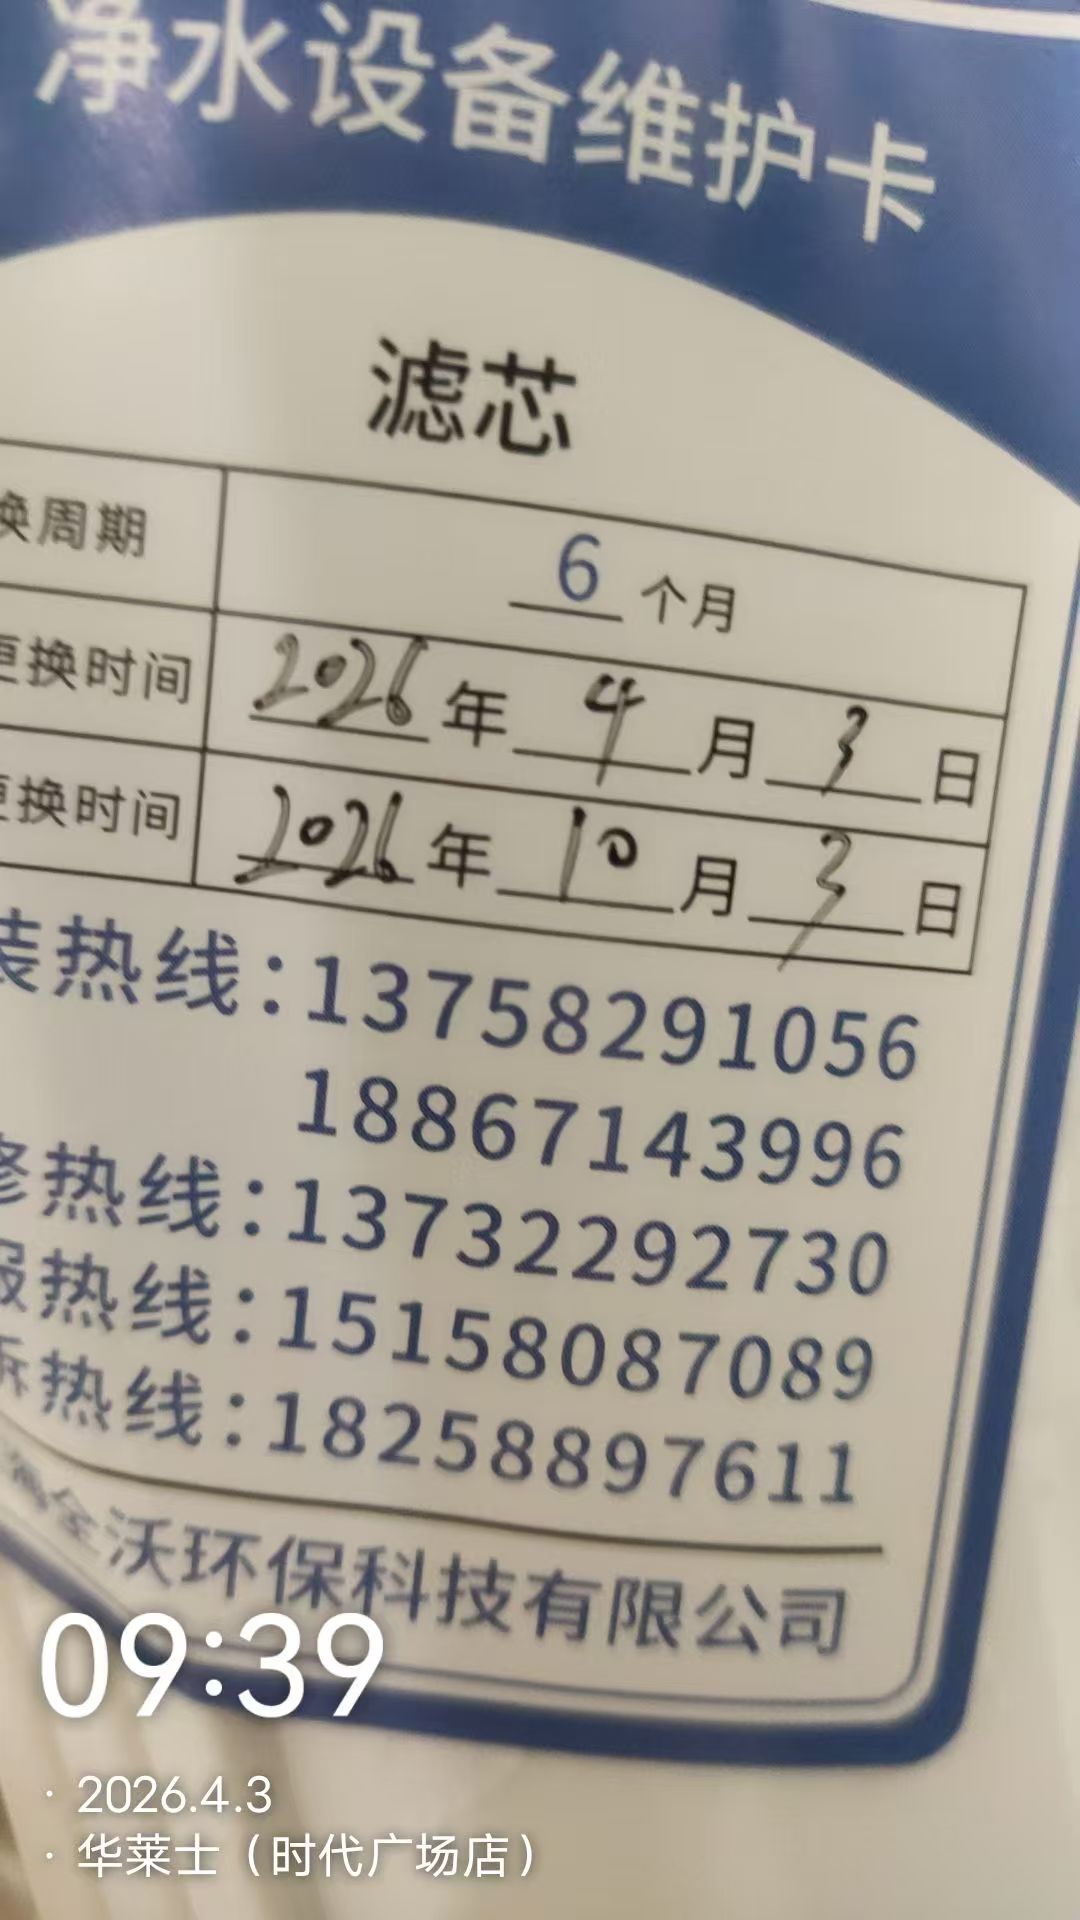 净水设备维护卡
滤芯
换周期 6 个月
更换时间 2026 年 4 月 3 日
更换时间 2026 年 10 月 3 日
装热线:13758291056
18867143996
修热线:13732292730
服热线:15158087089
诉热线:18258897611
沃环保科技有限公司
09:39
· 2026.4.3
· 华莱士（时代广场店）